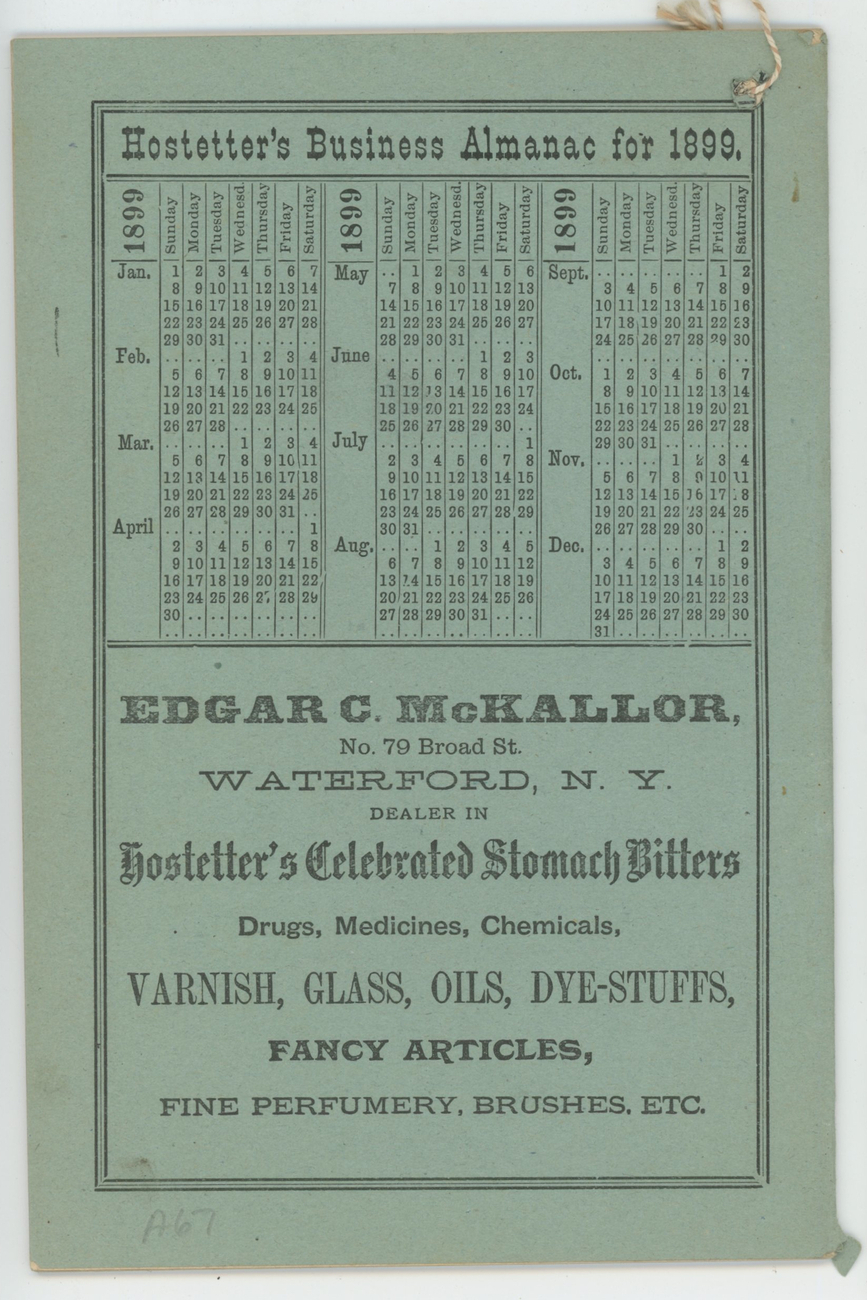 Hostetter's Business Almanac for 1899.
1899 Sunday Monday Tuesday Wednesd. Thursday Friday Saturday
Jan. 1 2 3 4 5 6 7
8 9 10 11 12 13 14
15 16 17 18 19 20 21
22 23 24 25 26 27 28
29 30 31 .. .. .. ..
Feb. .. .. .. 1 2 3 4
5 6 7 8 9 10 11
12 13 14 15 16 17 18
19 20 21 22 23 24 25
26 27 28 .. .. .. ..
Mar. .. .. .. 1 2 3 4
5 6 7 8 9 10 11
12 13 14 15 16 17 18
19 20 21 22 23 24 25
26 27 28 29 30 31 ..
April .. .. .. .. .. .. 1
2 3 4 5 6 7 8
9 10 11 12 13 14 15
16 17 18 19 20 21 22
23 24 25 26 27 28 29
30 .. .. .. .. .. ..
.. .. .. .. .. .. ..
1899 Sunday Monday Tuesday Wednesd. Thursday Friday Saturday
May .. 1 2 3 4 5 6
7 8 9 10 11 12 13
14 15 16 17 18 19 20
21 22 23 24 25 26 27
28 29 30 31 .. .. ..
June .. .. .. .. 1 2 3
4 5 6 7 8 9 10
11 12 13 14 15 16 17
18 19 20 21 22 23 24
25 26 27 28 29 30 ..
July .. .. .. .. .. .. 1
2 3 4 5 6 7 8
9 10 11 12 13 14 15
16 17 18 19 20 21 22
23 24 25 26 27 28 29
30 31 .. .. .. .. ..
Aug. .. .. 1 2 3 4 5
6 7 8 9 10 11 12
13 14 15 16 17 18 19
20 21 22 23 24 25 26
27 28 29 30 31 .. ..
.. .. .. .. .. .. ..
1899 Sunday Monday Tuesday Wednesd. Thursday Friday Saturday
Sept. .. .. .. .. .. 1 2
3 4 5 6 7 8 9
10 11 12 13 14 15 16
17 18 19 20 21 22 23
24 25 26 27 28 29 30
.. .. .. .. .. .. ..
Oct. 1 2 3 4 5 6 7
8 9 10 11 12 13 14
15 16 17 18 19 20 21
22 23 24 25 26 27 28
29 30 31 .. .. .. ..
Nov. .. .. .. 1 2 3 4
5 6 7 8 9 10 11
12 13 14 15 16 17 18
19 20 21 22 23 24 25
26 27 28 29 30 .. ..
Dec. .. .. .. .. .. 1 2
3 4 5 6 7 8 9
10 11 12 13 14 15 16
17 18 19 20 21 22 23
24 25 26 27 28 29 30
31 .. .. .. .. .. ..
EDGAR C. McKALLOR,
No. 79 Broad St.
WATERFORD, N. Y.
DEALER IN
Hostetter's Celebrated Stomach Bitters
Drugs, Medicines, Chemicals,
VARNISH, GLASS, OILS, DYE-STUFFS,
FANCY ARTICLES,
FINE PERFUMERY, BRUSHES, ETC.
A67